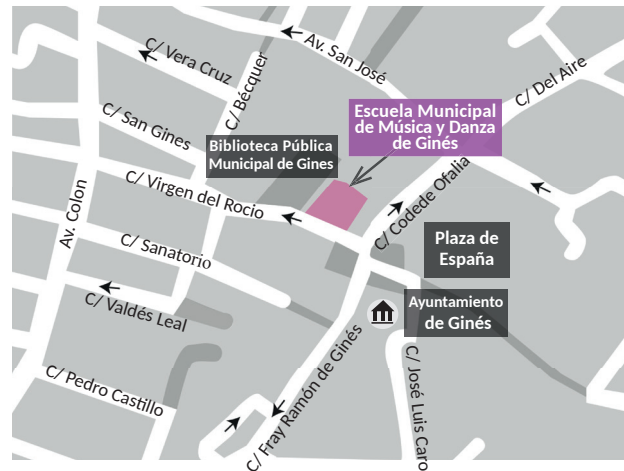 Av. San José
C/ Vera Cruz
C/ Del Aire
C/ Bécquer
Escuela Municipal
de Música y Danza
de Ginés
C/ San Gines
Biblioteca Pública
Municipal de Gines
C/ Virgen del Rocio
C/ Codede Ofalia
Av. Colon
Plaza de
España
C/ Sanatorio
Ayuntamiento
de Ginés
C/ Valdés Leal
C/ Fray Ramón de Ginés
C/ José Luis Caro
C/ Pedro Castillo